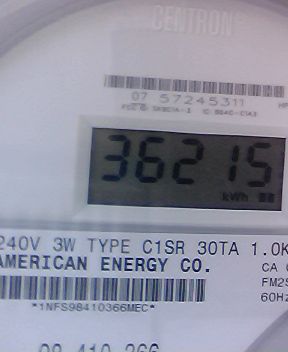 CENTRON®
07 57245311
36215
kWh
240V 3W TYPE C1SR 30TA 1.0K
AMERICAN ENERGY CO.
CA
FM2S
60Hz
*1NFS98410366MEC*